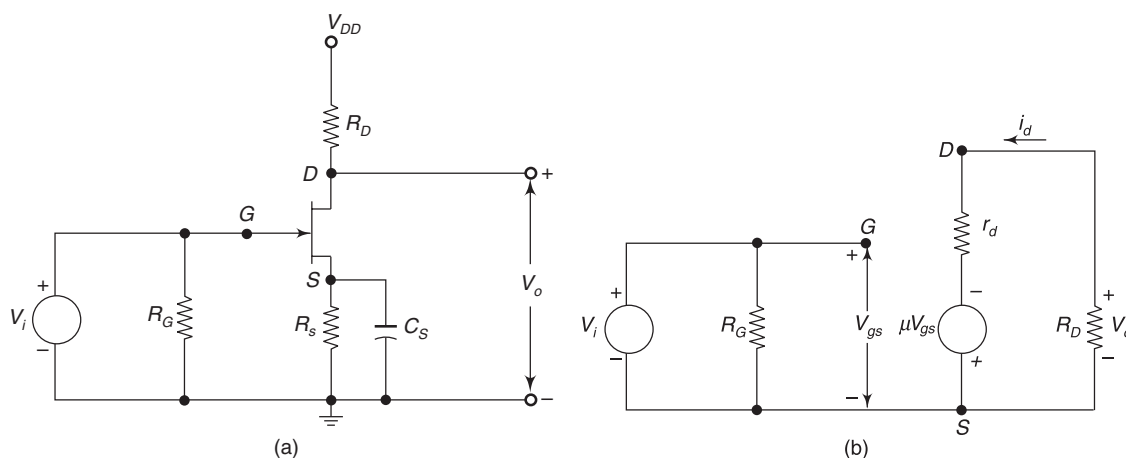 V_DD
R_D
D
+
G
S
V_o
+
V_i
−
R_G
R_s
C_S
−
(a)
i_d
D
r_d
G
+
+
V_i
−
R_G
V_gs
−
−
μV_gs
+
+
R_D
−
S
(b)